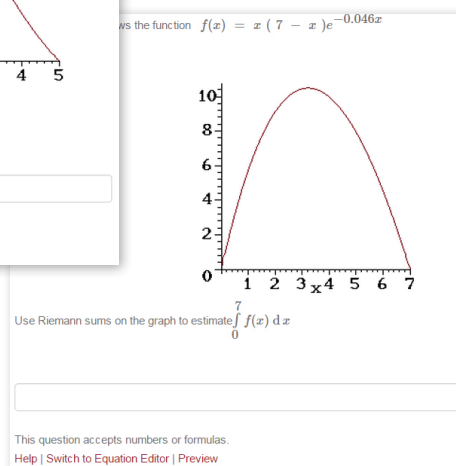 the function f(x) = x ( 7 − x )e^−0.046x
4 5
10
8
6
4
2
0
1 2 3 x 4 5 6 7
Use Riemann sums on the graph to estimate ∫₀⁷ f(x) dx
This question accepts numbers or formulas.
Help | Switch to Equation Editor | Preview